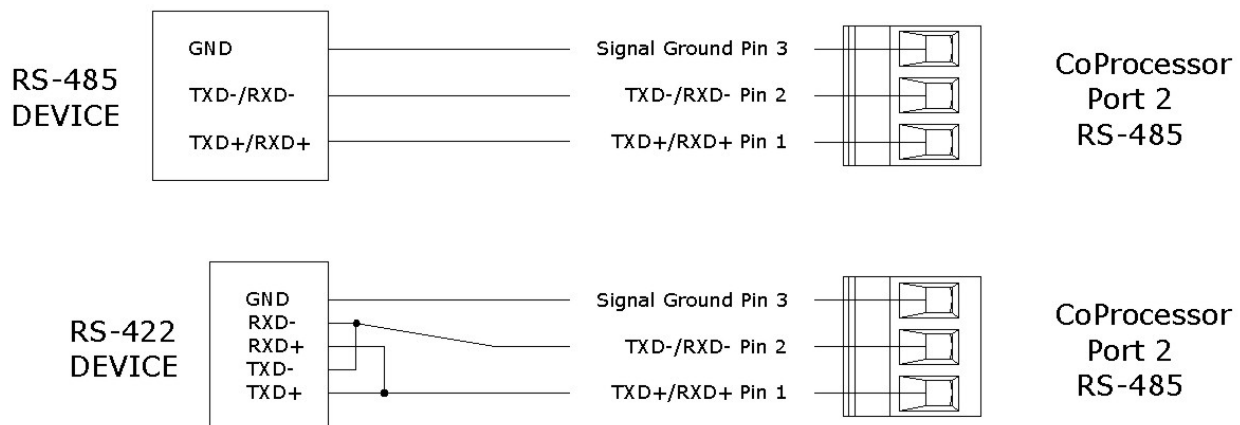 RS-485
DEVICE
GND
TXD-/RXD-
TXD+/RXD+
Signal Ground Pin 3
TXD-/RXD- Pin 2
TXD+/RXD+ Pin 1
CoProcessor
Port 2
RS-485
RS-422
DEVICE
GND
RXD-
RXD+
TXD-
TXD+
Signal Ground Pin 3
TXD-/RXD- Pin 2
TXD+/RXD+ Pin 1
CoProcessor
Port 2
RS-485